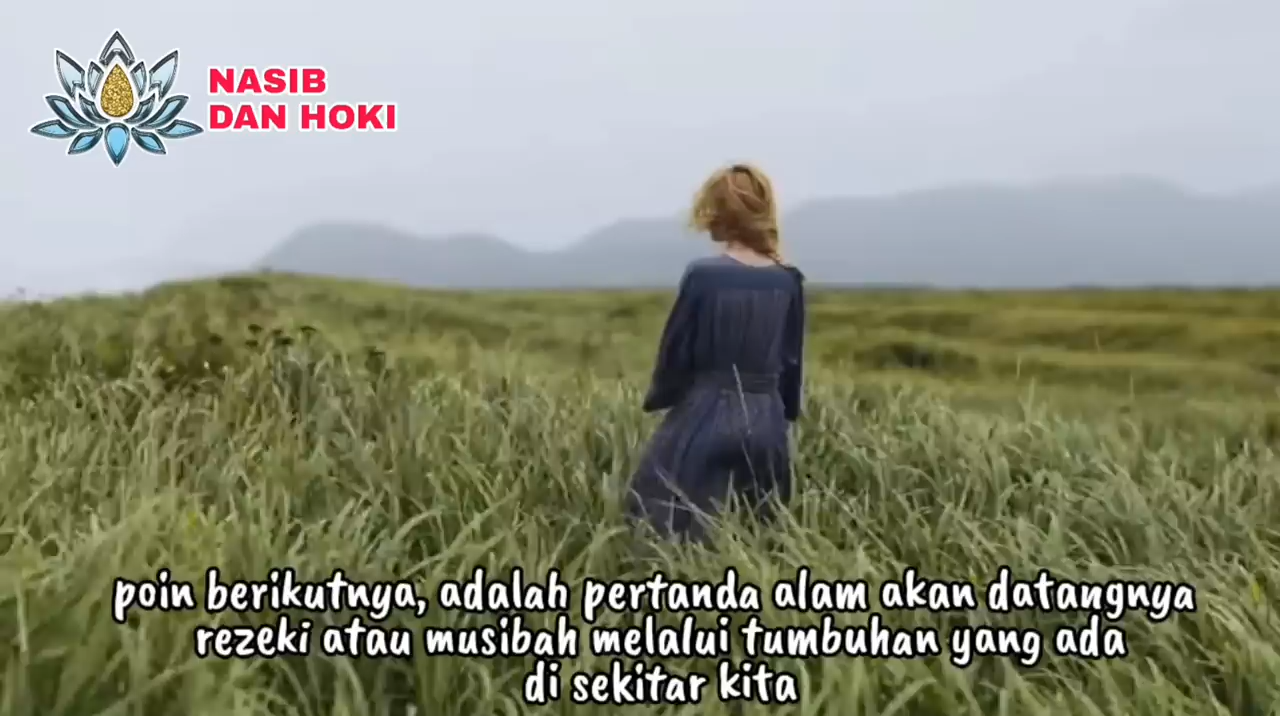 NASIB
DAN HOKI
poin berikutnya, adalah pertanda alam akan datangnya
rezeki atau musibah melalui tumbuhan yang ada
di sekitar kita